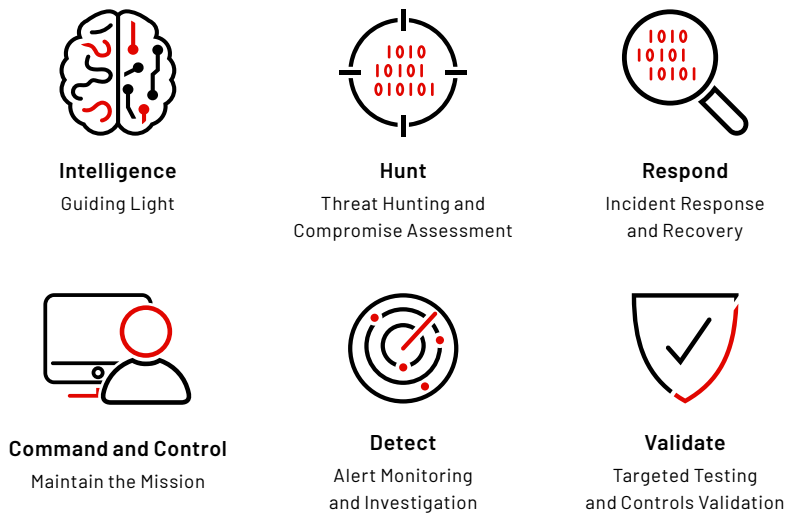 1010
10101
010101
1010
10101
10101
Intelligence
Guiding Light
Hunt
Threat Hunting and
Compromise Assessment
Respond
Incident Response
and Recovery
Command and Control
Maintain the Mission
Detect
Alert Monitoring
and Investigation
Validate
Targeted Testing
and Controls Validation